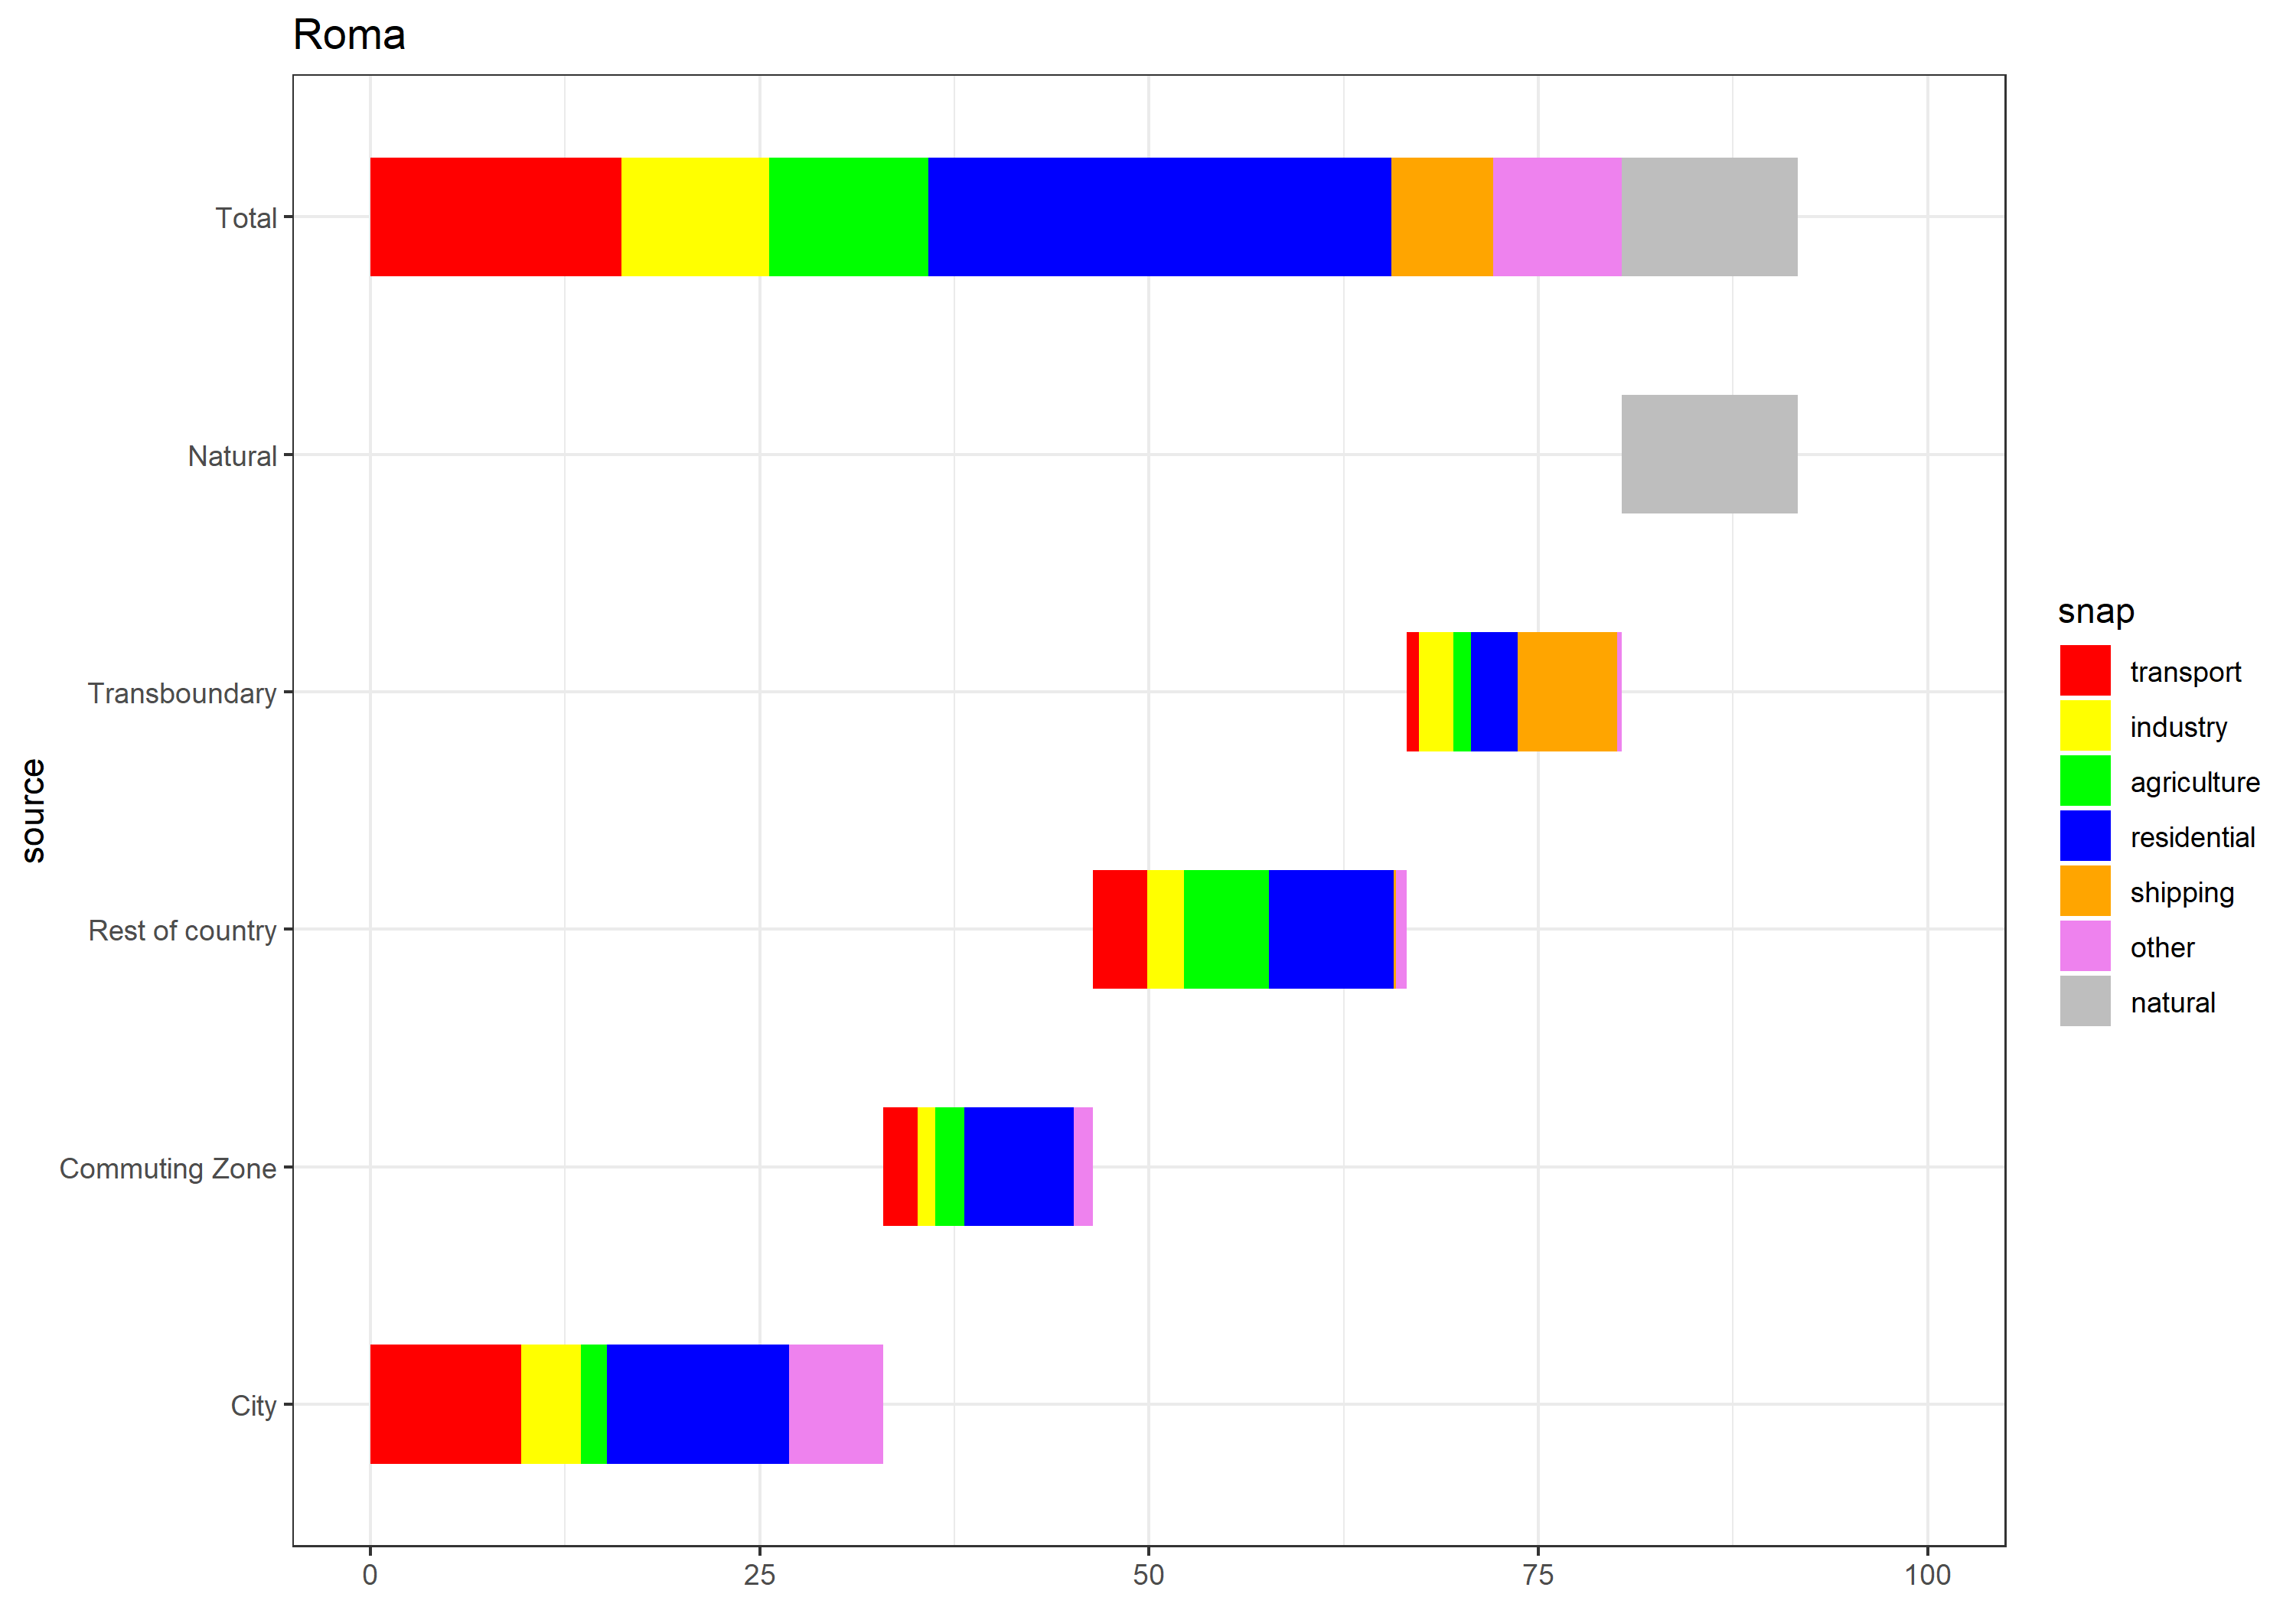 Roma
source
Total
Natural
Transboundary
Rest of country
Commuting Zone
City
0 25 50 75 100
snap
transport
industry
agriculture
residential
shipping
other
natural